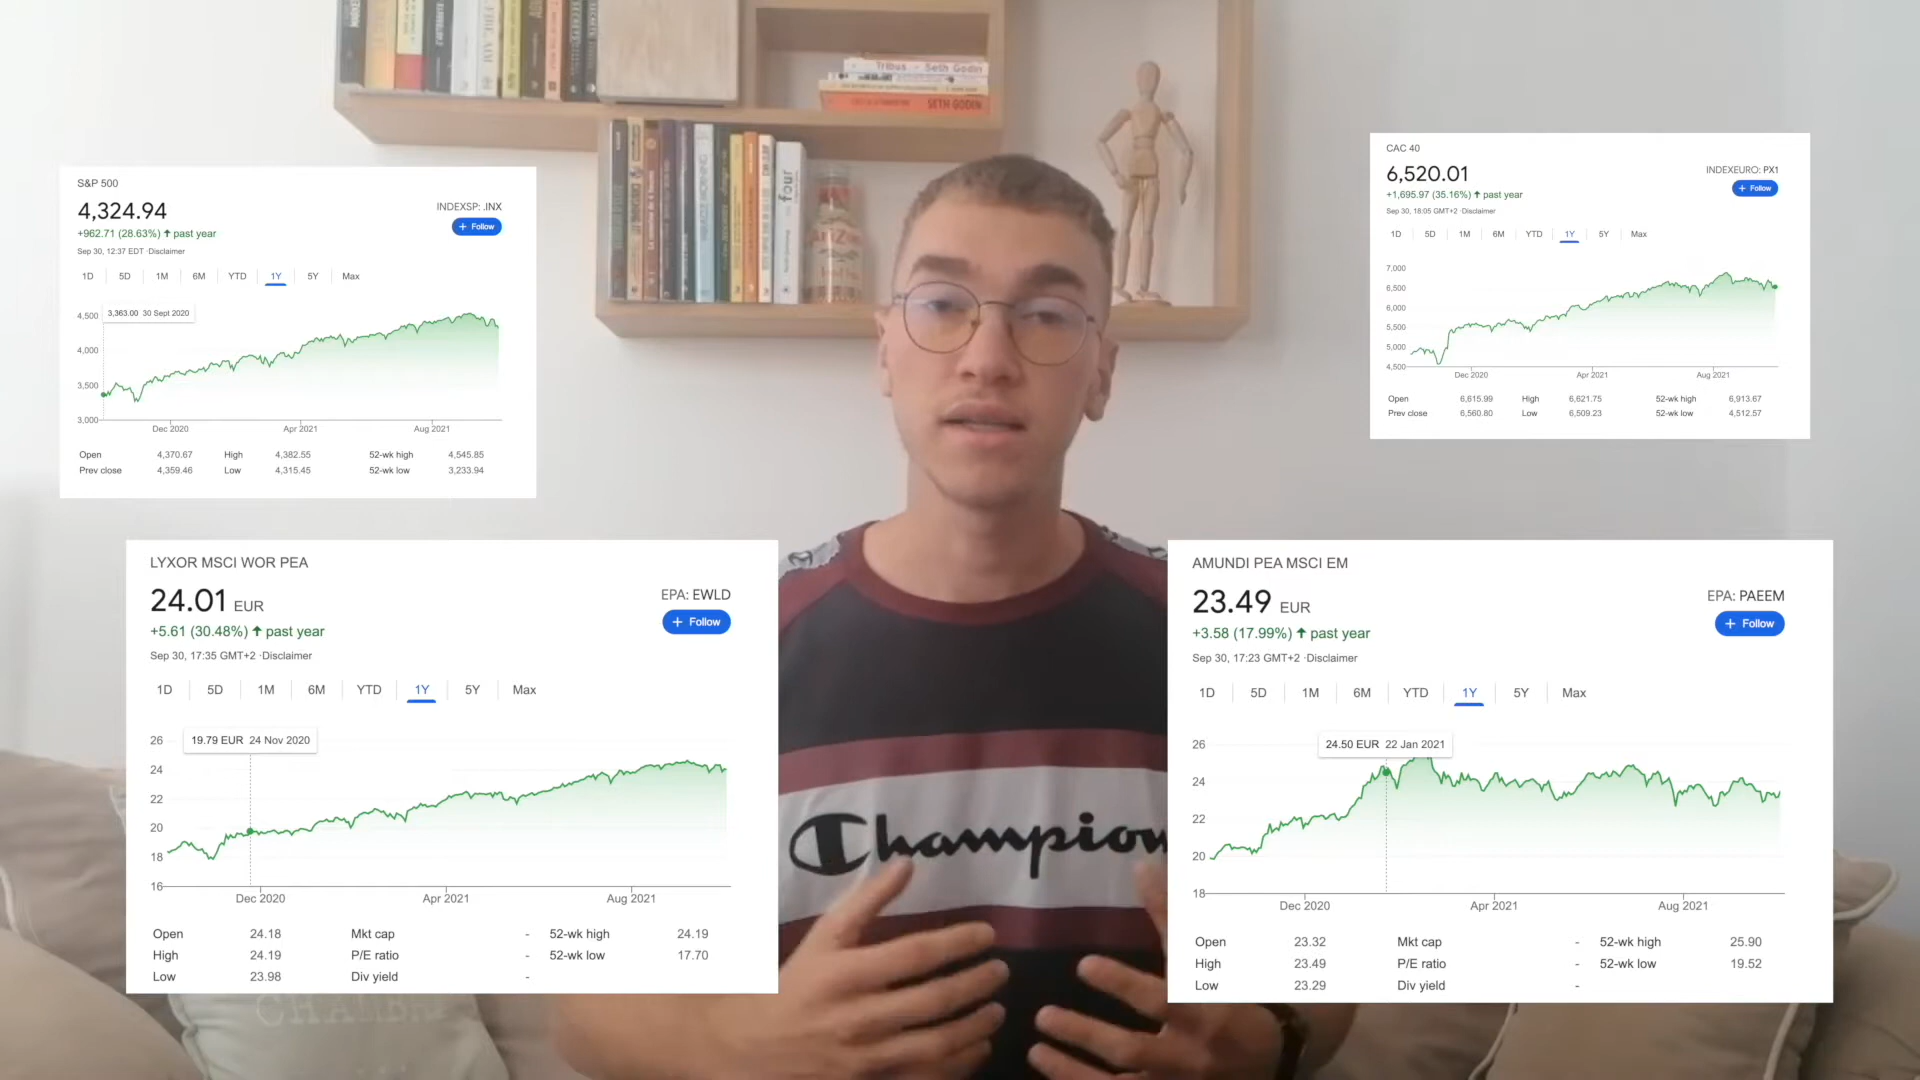 Tribus - Seth Godin
SETH GODIN
four
AriZona
S&P 500
4,324.94
INDEXSP: .INX
+962.71 (28.63%) ↑ past year
+ Follow
Sep 30, 12:37 EDT ·Disclaimer
1D 5D 1M 6M YTD 1Y 5Y Max
3,363.00 30 Sept 2020
4,500
4,000
3,500
3,000
Dec 2020 Apr 2021 Aug 2021
Open 4,370.67 High 4,382.55 52-wk high 4,545.85
Prev close 4,359.46 Low 4,315.45 52-wk low 3,233.94
CAC 40
6,520.01
INDEXEURO: PX1
+1,695.97 (35.16%) ↑ past year
+ Follow
Sep 30, 18:05 GMT+2 ·Disclaimer
1D 5D 1M 6M YTD 1Y 5Y Max
7,000
6,500
6,000
5,500
5,000
4,500
Dec 2020 Apr 2021 Aug 2021
Open 6,615.99 High 6,621.75 52-wk high 6,913.67
Prev close 6,560.80 Low 6,509.23 52-wk low 4,512.57
LYXOR MSCI WOR PEA
24.01 EUR
EPA: EWLD
+5.61 (30.48%) ↑ past year
+ Follow
Sep 30, 17:35 GMT+2 ·Disclaimer
1D 5D 1M 6M YTD 1Y 5Y Max
19.79 EUR 24 Nov 2020
26
24
22
20
18
16
Dec 2020 Apr 2021 Aug 2021
Open 24.18 Mkt cap - 52-wk high 24.19
High 24.19 P/E ratio - 52-wk low 17.70
Low 23.98 Div yield -
AMUNDI PEA MSCI EM
23.49 EUR
EPA: PAEEM
+3.58 (17.99%) ↑ past year
+ Follow
Sep 30, 17:23 GMT+2 ·Disclaimer
1D 5D 1M 6M YTD 1Y 5Y Max
24.50 EUR 22 Jan 2021
26
24
22
20
18
Dec 2020 Apr 2021 Aug 2021
Open 23.32 Mkt cap - 52-wk high 25.90
High 23.49 P/E ratio - 52-wk low 19.52
Low 23.29 Div yield -
Champion